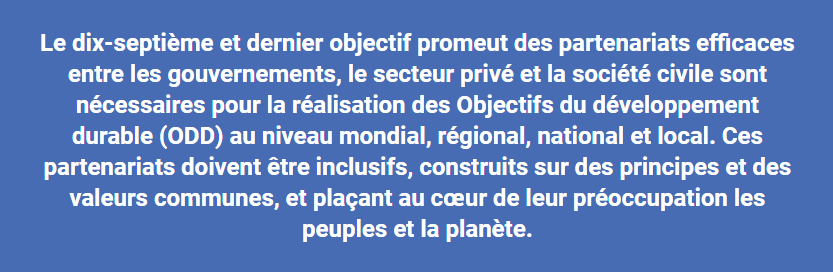 Le dix-septième et dernier objectif promeut des partenariats efficaces
entre les gouvernements, le secteur privé et la société civile sont
nécessaires pour la réalisation des Objectifs du développement
durable (ODD) au niveau mondial, régional, national et local. Ces
partenariats doivent être inclusifs, construits sur des principes et des
valeurs communes, et plaçant au cœur de leur préoccupation les
peuples et la planète.